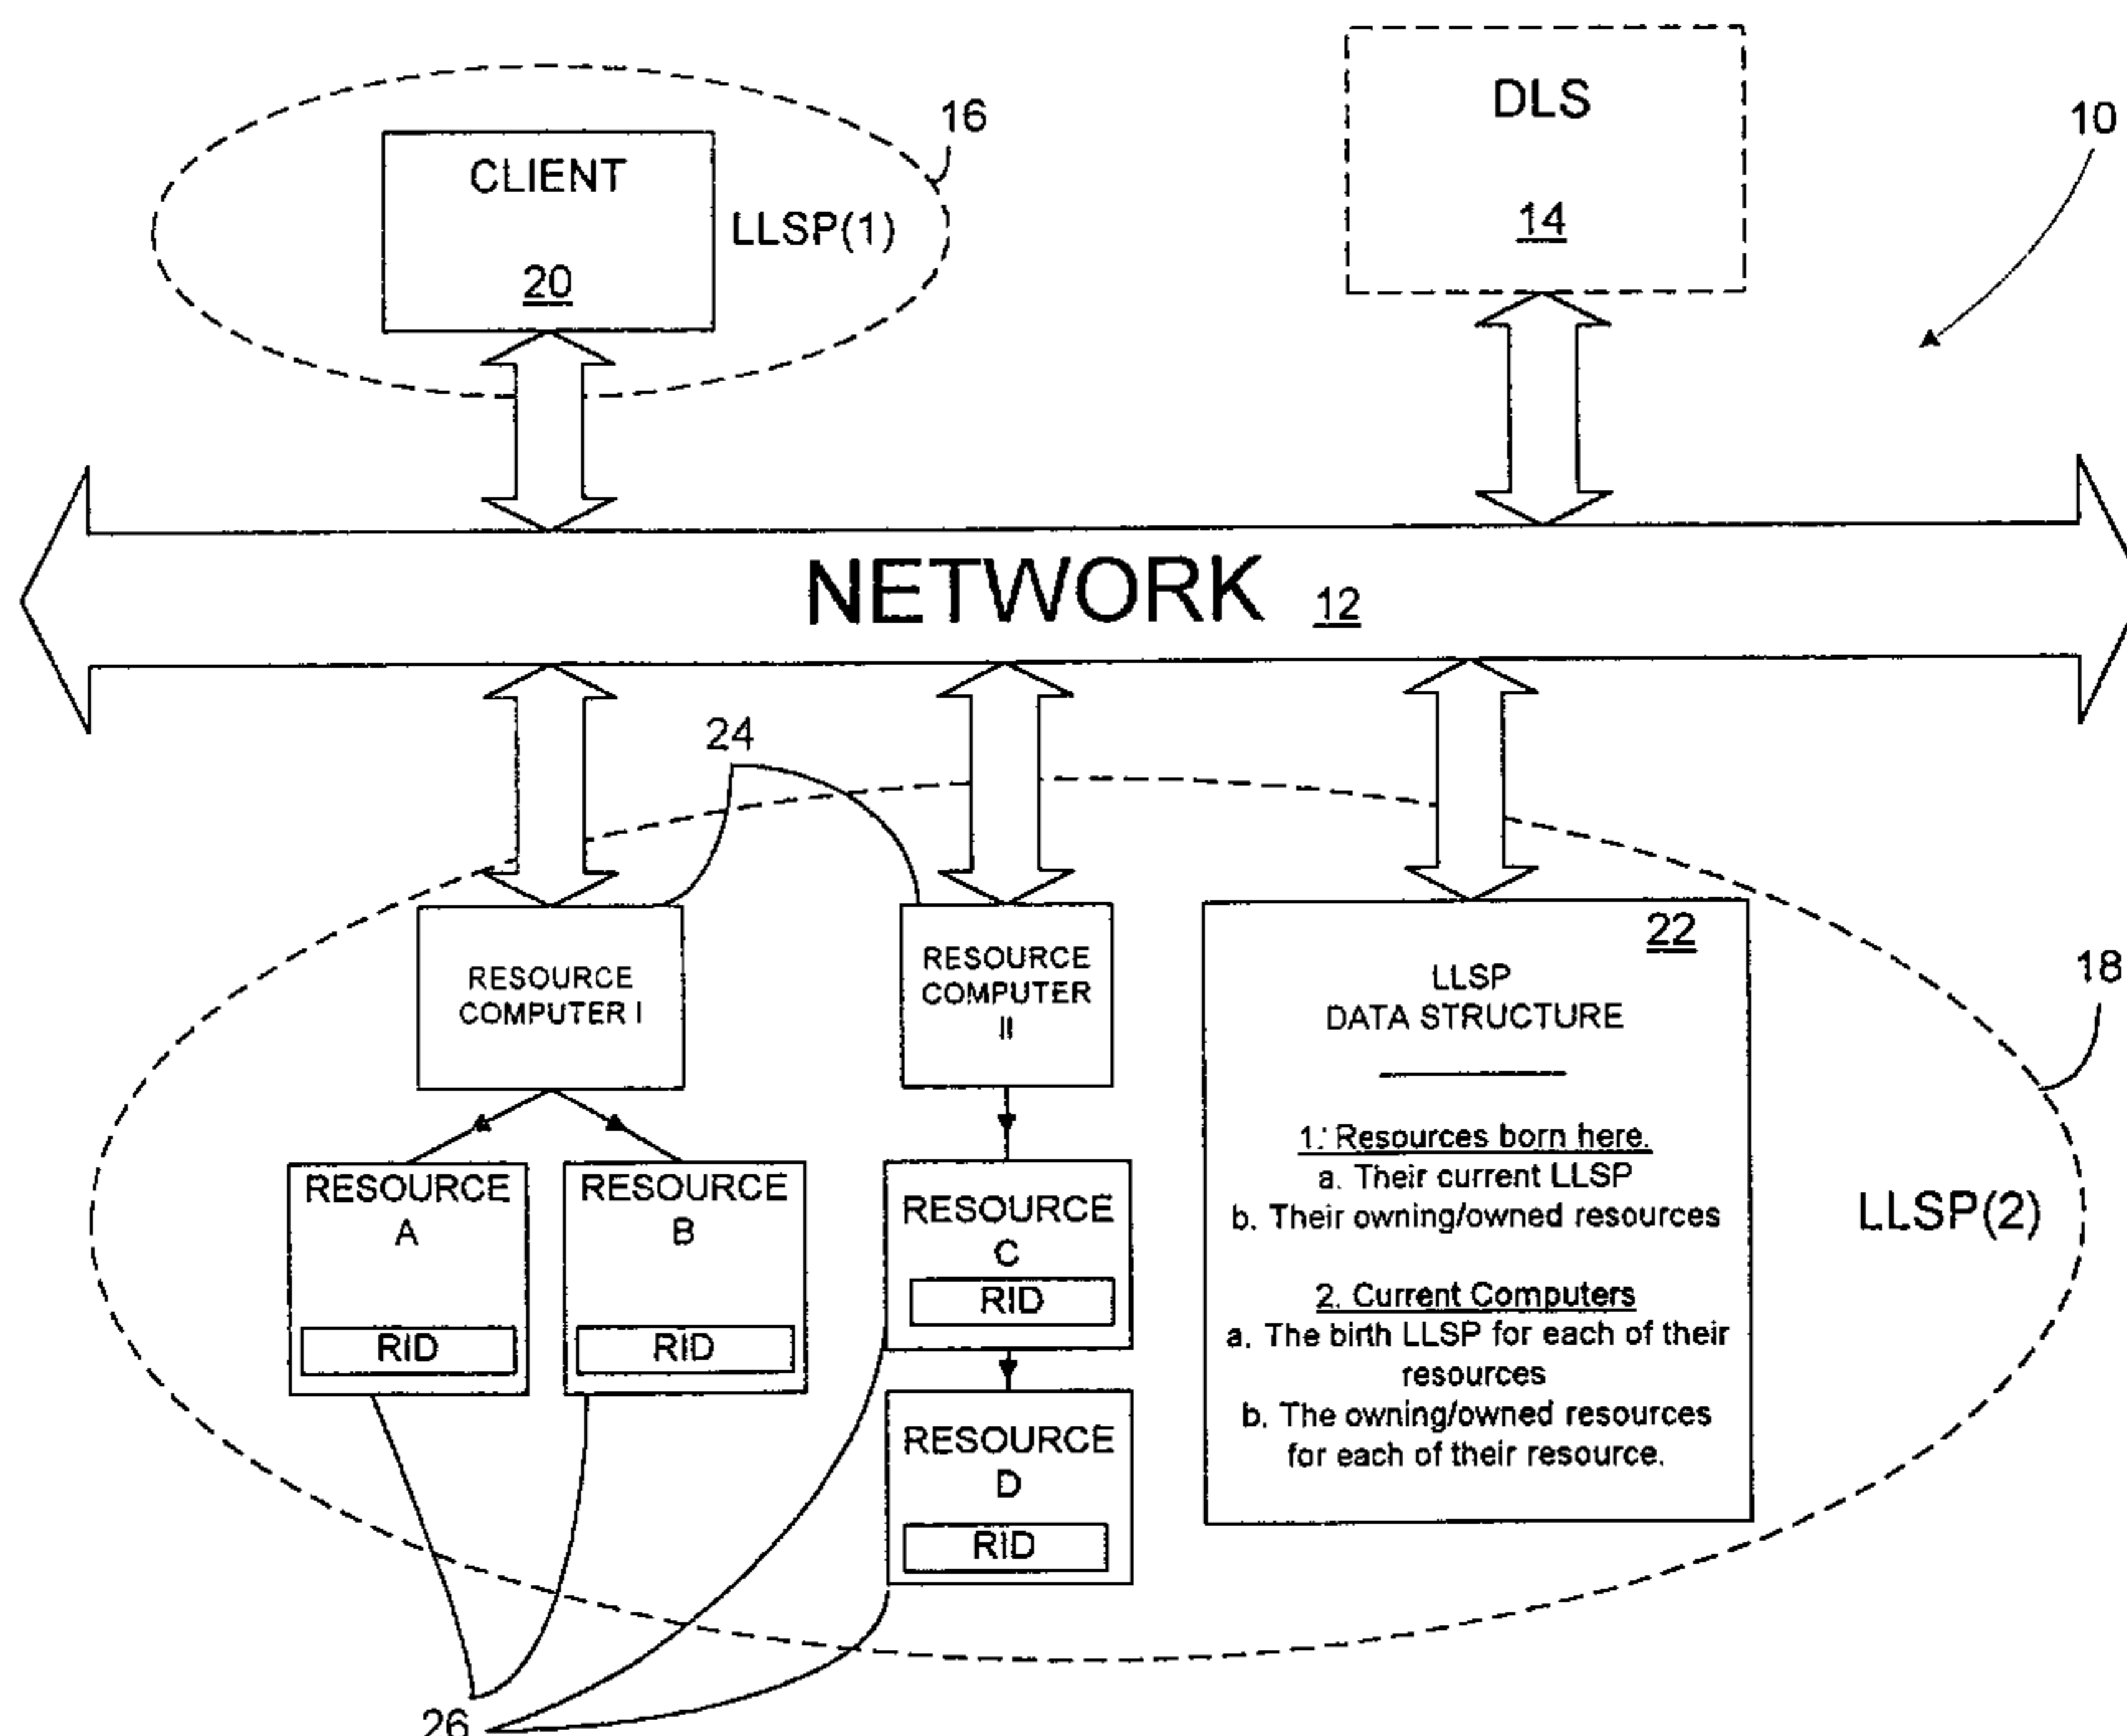 CLIENT
20
LLSP(1)
16
DLS
14
10
NETWORK 12
24
RESOURCE
COMPUTER I
RESOURCE
COMPUTER
II
22
LLSP
DATA STRUCTURE
1. Resources born here.
a. Their current LLSP
b. Their owning/owned resources
2. Current Computers
a. The birth LLSP for each of their
resources
b. The owning/owned resources
for each of their resource.
18
LLSP(2)
RESOURCE
A
RID
RESOURCE
B
RID
RESOURCE
C
RID
RESOURCE
D
RID
26